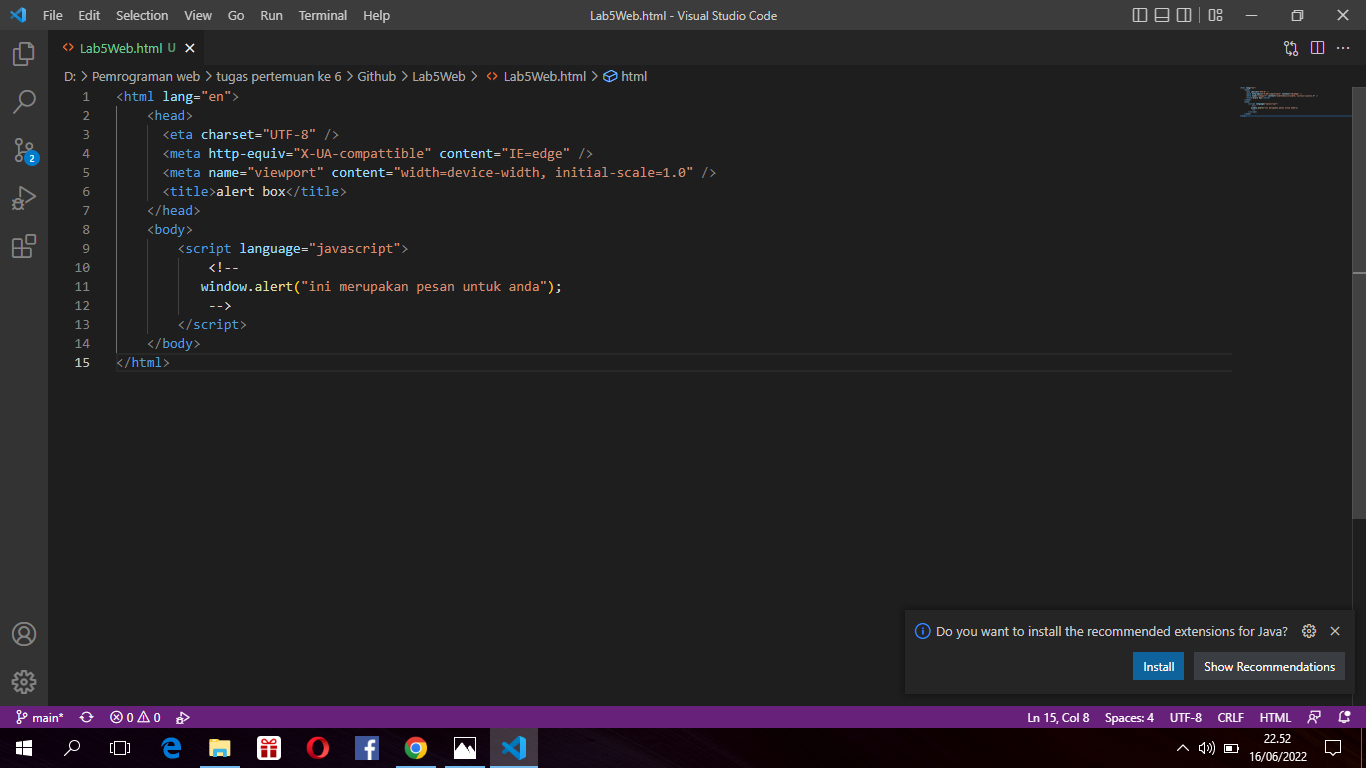 File Edit Selection View Go Run Terminal Help Lab5Web.html - Visual Studio Code
Lab5Web.html U
D: > Pemrograman web > tugas pertemuan ke 6 > Github > Lab5Web > Lab5Web.html > html
1 <html lang="en">
2 <head>
3 <eta charset="UTF-8" />
4 <meta http-equiv="X-UA-compattible" content="IE=edge" />
5 <meta name="viewport" content="width=device-width, initial-scale=1.0" />
6 <title>alert box</title>
7 </head>
8 <body>
9 <script language="javascript">
10 <!--
11 window.alert("ini merupakan pesan untuk anda");
12 -->
13 </script>
14 </body>
15 </html>
2
Do you want to install the recommended extensions for Java?
Install Show Recommendations
main* 0 0 Ln 15, Col 8 Spaces: 4 UTF-8 CRLF HTML
22.52
16/06/2022